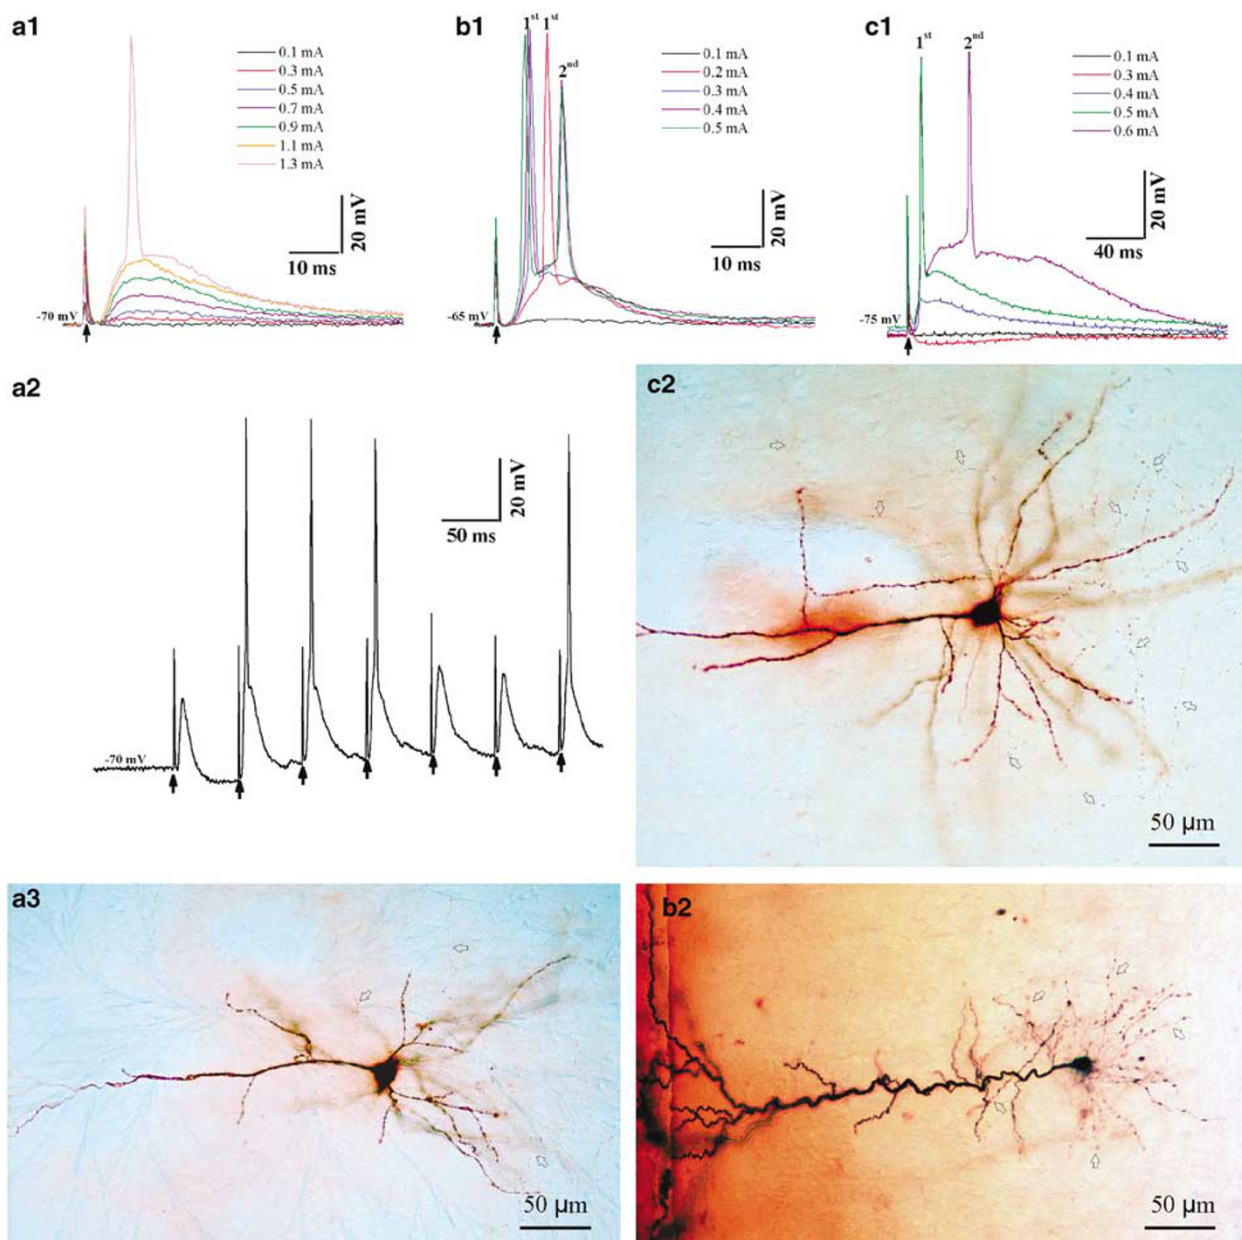 a1
0.1 mA
0.3 mA
0.5 mA
0.7 mA
0.9 mA
1.1 mA
1.3 mA
20 mV
10 ms
-70 mV
b1
1st 1st
2nd
0.1 mA
0.2 mA
0.3 mA
0.4 mA
0.5 mA
20 mV
10 ms
-65 mV
c1
1st
2nd
0.1 mA
0.3 mA
0.4 mA
0.5 mA
0.6 mA
20 mV
40 ms
-75 mV
a2
20 mV
50 ms
-70 mV
c2
50 µm
a3
50 µm
b2
50 µm